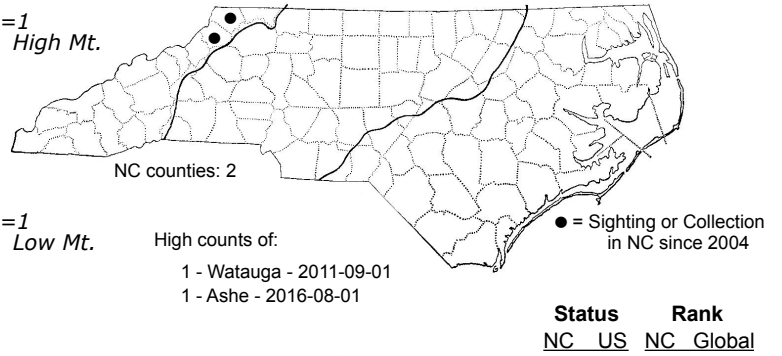 =1
High Mt.
NC counties: 2
=1
Low Mt.
High counts of:
1 - Watauga - 2011-09-01
1 - Ashe - 2016-08-01
● = Sighting or Collection
in NC since 2004
Status Rank
NC US NC Global